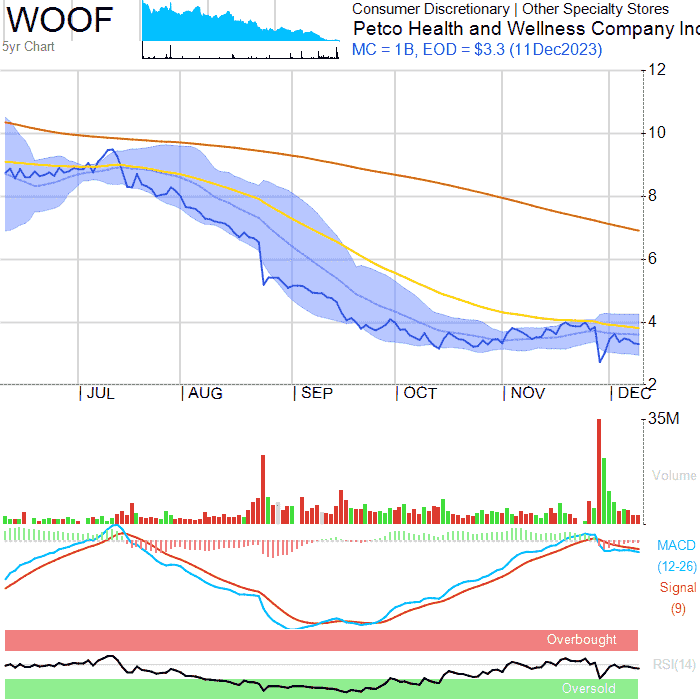 WOOF
5yr Chart
Consumer Discretionary | Other Specialty Stores
Petco Health and Wellness Company Inc
MC = 1B, EOD = $3.3 (11Dec2023)
12
10
8
6
4
2
JUL AUG SEP OCT NOV DEC
35M
Volume
MACD
(12-26)
Signal
(9)
Overbought
RSI(14)
Oversold